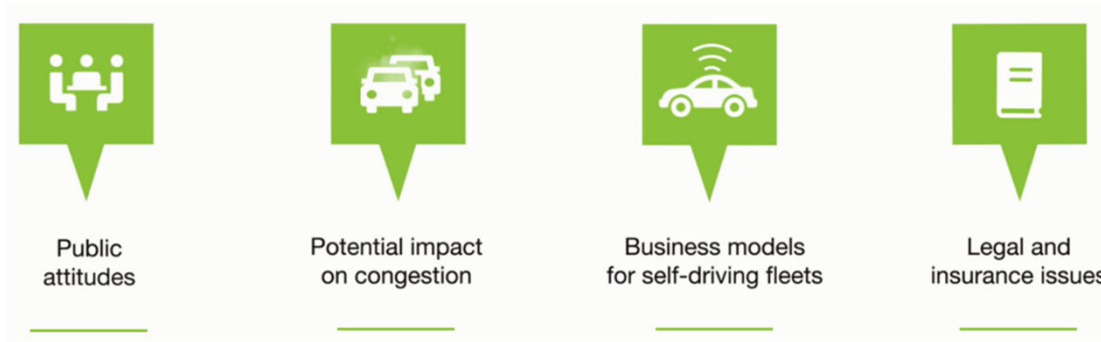 Public
attitudes
Potential impact
on congestion
Business models
for self-driving fleets
Legal and
insurance issues